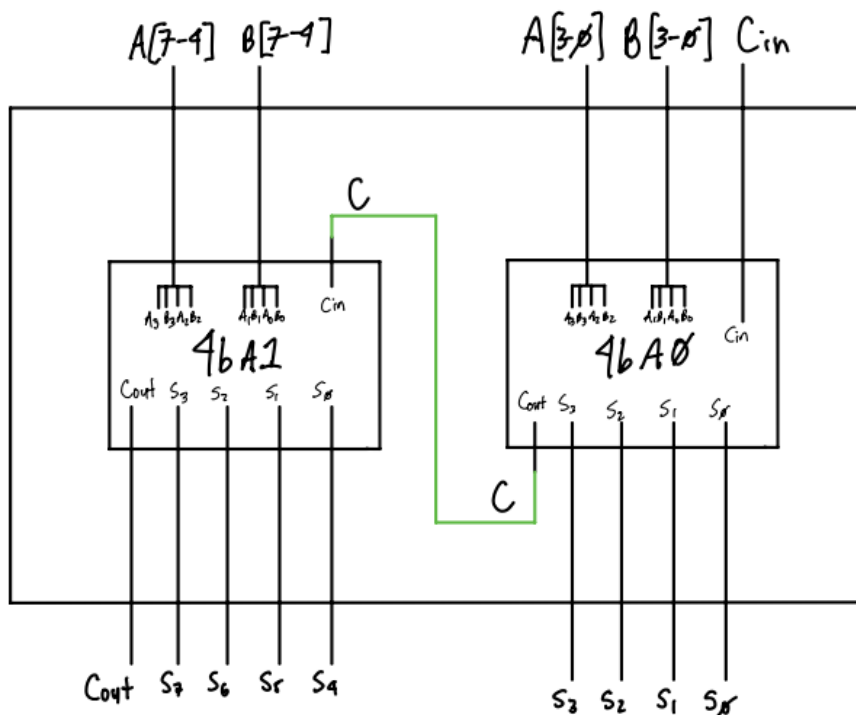 A[7-4] B[7-4] A[3-0] B[3-0] Cin
C
Cin
A3 B3 A2 B2 A1 B1 A0 B0
4bA1
Cout S3 S2 S1 S0
A3 B3 A2 B2 A1 B1 A0 B0
Cin
4bA0
Cout S3 S2 S1 S0
C
Cout S7 S6 S5 S4
S3 S2 S1 S0